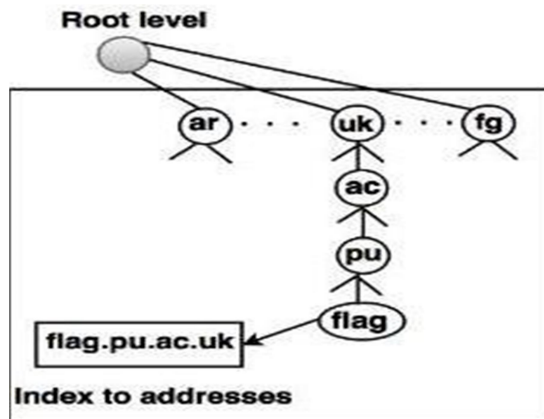 Root level
ar . . . uk . . . fg
ac
pu
flag
flag.pu.ac.uk
Index to addresses